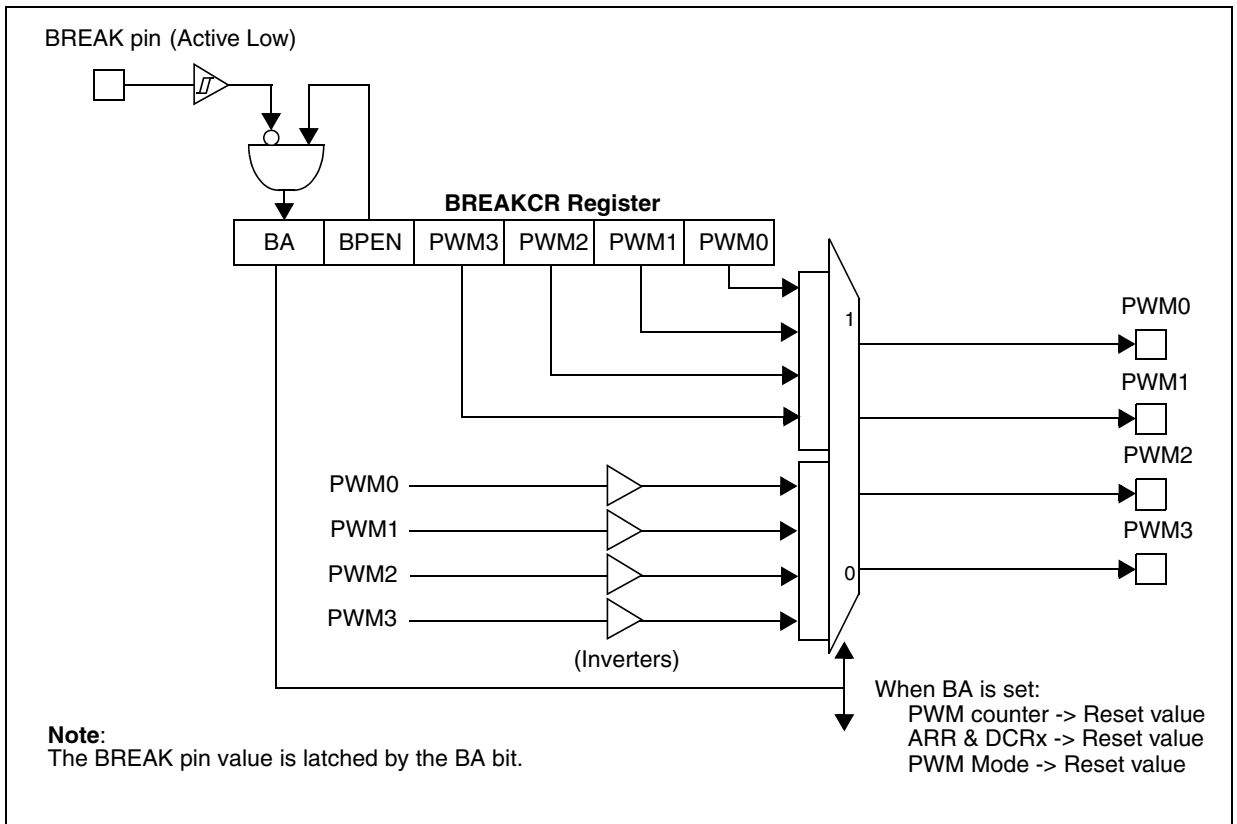 BREAK pin (Active Low)
BREAKCR Register
BA BPEN PWM3 PWM2 PWM1 PWM0
1
PWM0
PWM1
PWM2
PWM3
PWM0
PWM1
PWM2
PWM3
0
(Inverters)
When BA is set:
PWM counter -> Reset value
ARR & DCRx -> Reset value
PWM Mode -> Reset value
Note:
The BREAK pin value is latched by the BA bit.